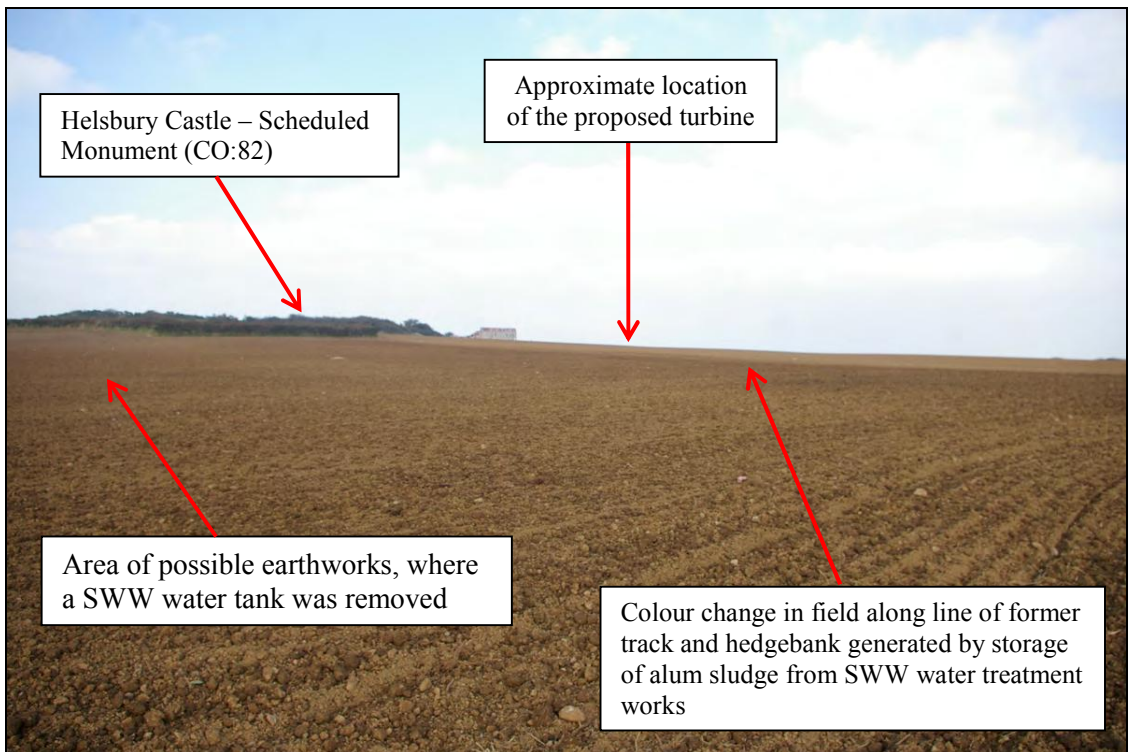 Helsbury Castle – Scheduled
Monument (CO:82)
Approximate location
of the proposed turbine
Area of possible earthworks, where
a SWW water tank was removed
Colour change in field along line of former
track and hedgebank generated by storage
of alum sludge from SWW water treatment
works